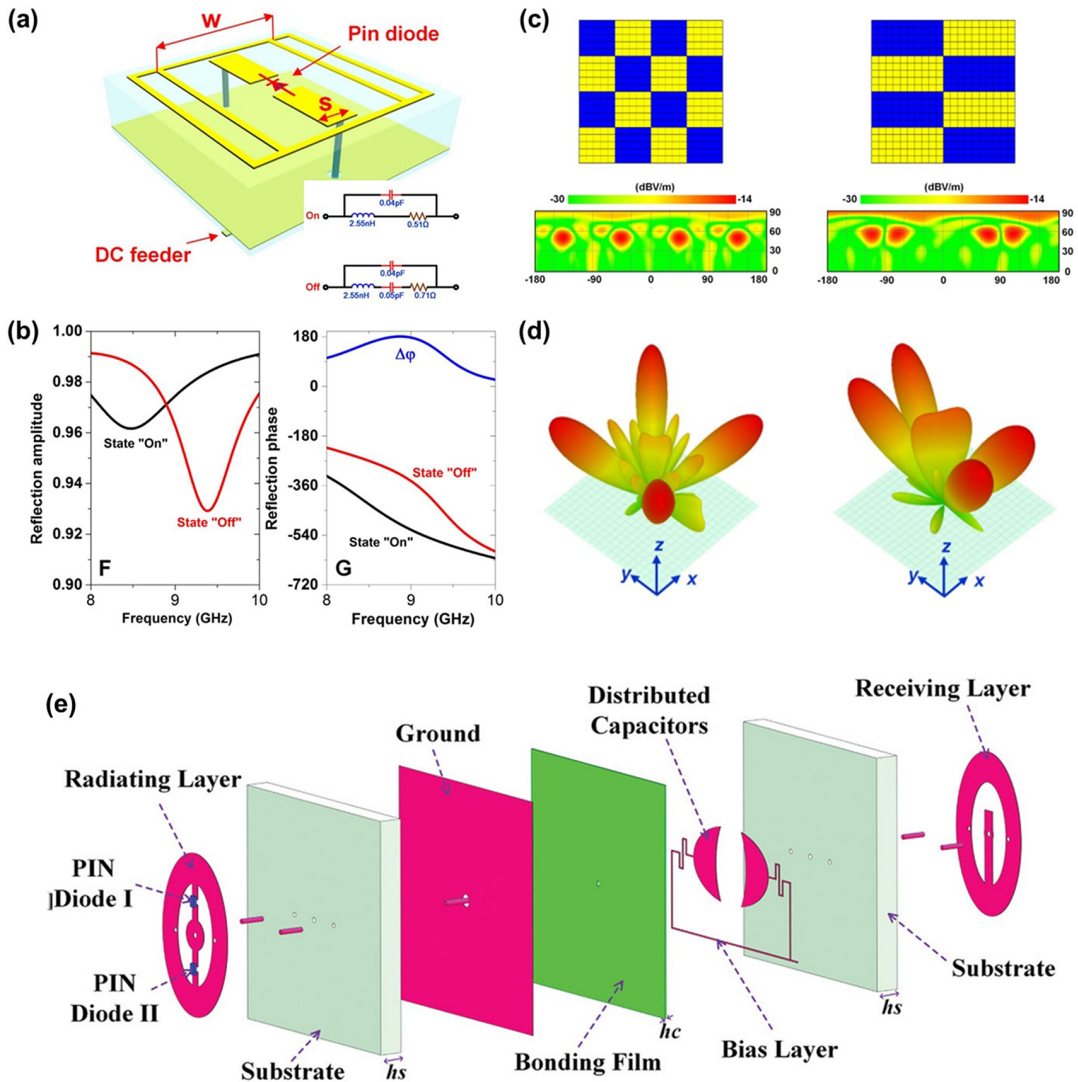 (a)
W
Pin diode
S
DC feeder
On
0.04pF
2.55nH
0.51Ω
Off
0.04pF
2.55nH
0.05pF
0.71Ω
(b)
Reflection amplitude
1.00
0.98
0.96
0.94
0.92
0.90
State "On"
State "Off"
F
8
9
10
Frequency (GHz)
Reflection phase
180
0
-180
-360
-540
-720
Δφ
State "Off"
State "On"
G
8
9
10
Frequency (GHz)
(c)
(dBV/m)
-30
-14
90
60
30
0
-180
-90
0
90
180
(dBV/m)
-30
-14
90
60
30
0
-180
-90
0
90
180
(d)
z
y
x
z
y
x
(e)
Radiating Layer
PIN
Diode I
PIN
Diode II
Substrate
hs
Ground
Bonding Film
hc
Distributed
Capacitors
Bias Layer
Receiving Layer
Substrate
hs